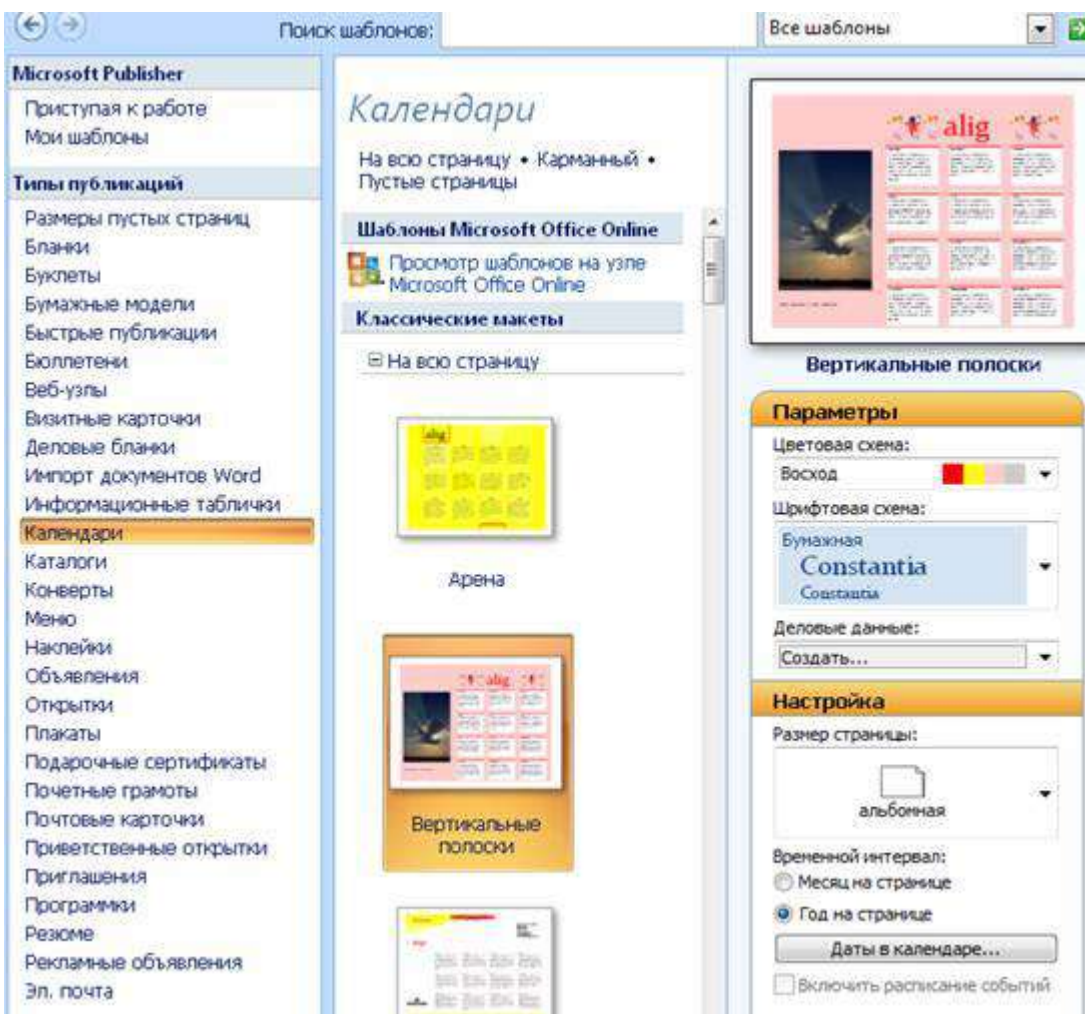 Поиск шаблонов:
Все шаблоны
Microsoft Publisher
Приступая к работе
Мои шаблоны
Типы публикаций
Размеры пустых страниц
Бланки
Буклеты
Бумажные модели
Быстрые публикации
Бюллетени
Веб-узлы
Визитные карточки
Деловые бланки
Импорт документов Word
Информационные таблички
Календари
Каталоги
Конверты
Меню
Наклейки
Объявления
Открытки
Плакаты
Подарочные сертификаты
Почетные грамоты
Почтовые карточки
Приветственные открытки
Приглашения
Программки
Резюме
Рекламные объявления
Эл. почта
Календари
На всю страницу • Карманный •
Пустые страницы
Шаблоны Microsoft Office Online
Просмотр шаблонов на узле
Microsoft Office Online
Классические макеты
На всю страницу
alig
Арена
alig
Вертикальные
полоски
alig
Вертикальные полоски
Параметры
Цветовая схема:
Восход
Шрифтовая схема:
Бумажная
Constantia
Constantia
Деловые данные:
Создать...
Настройка
Размер страницы:
альбомная
Временной интервал:
Месяц на странице
Год на странице
Даты в календаре...
Включить расписание событий